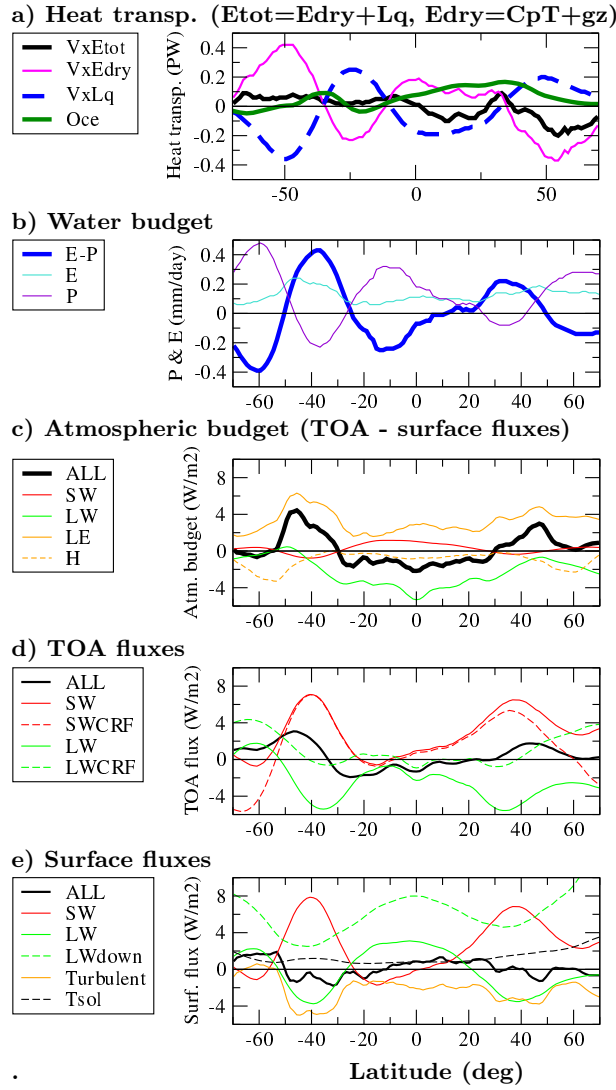 a) Heat transp. (Etot=Edry+Lq, Edry=CpT+gz)
VxEtot
VxEdry
VxLq
Oce
Heat transp. (PW)
0.4
0.2
0
-0.2
-0.4
-50 0 50
b) Water budget
E-P
E
P
P & E (mm/day)
0.4
0.2
0
-0.2
-0.4
-60 -40 -20 0 20 40 60
c) Atmospheric budget (TOA - surface fluxes)
ALL
SW
LW
LE
H
Atm. budget (W/m2)
8
4
0
-4
-60 -40 -20 0 20 40 60
d) TOA fluxes
ALL
SW
SWCRF
LW
LWCRF
TOA flux (W/m2)
8
4
0
-4
-60 -40 -20 0 20 40 60
e) Surface fluxes
ALL
SW
LW
LWdown
Turbulent
Tsol
Surf. flux (W/m2)
8
4
0
-4
-60 -40 -20 0 20 40 60
. Latitude (deg)